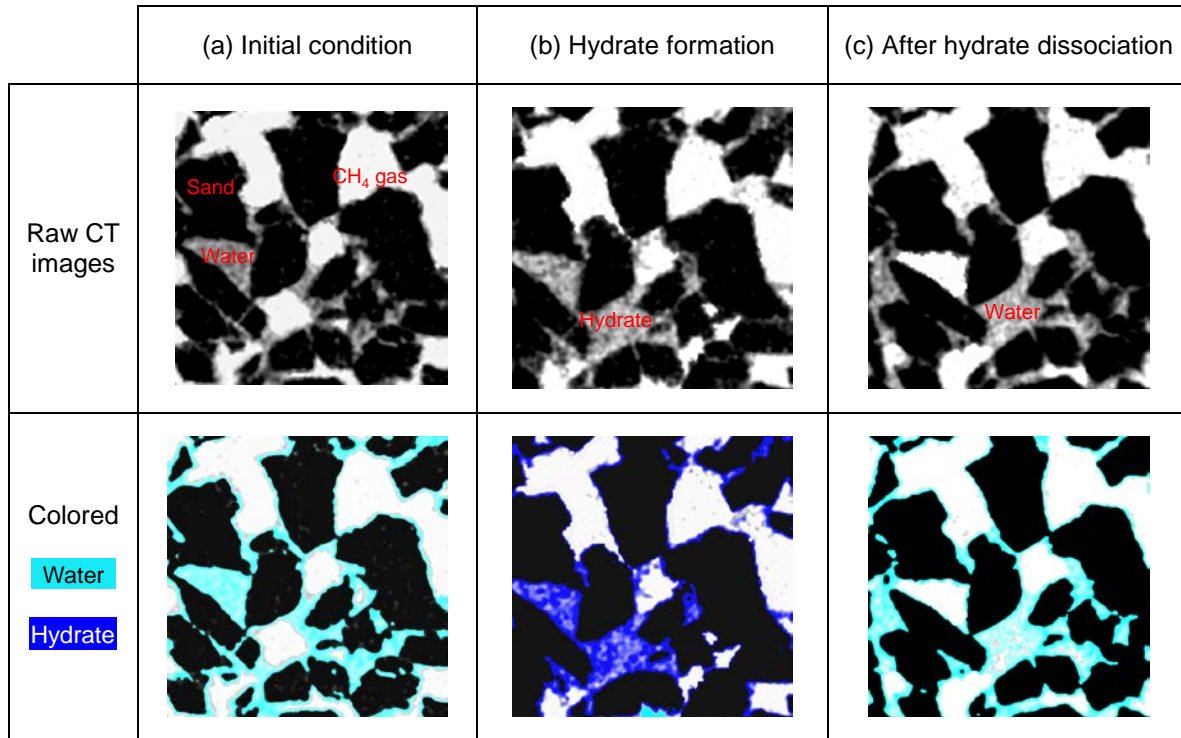 (a) Initial condition
(b) Hydrate formation
(c) After hydrate dissociation
Raw CT
images
Sand
CH₄ gas
Water
Hydrate
Water
Colored
Water
Hydrate